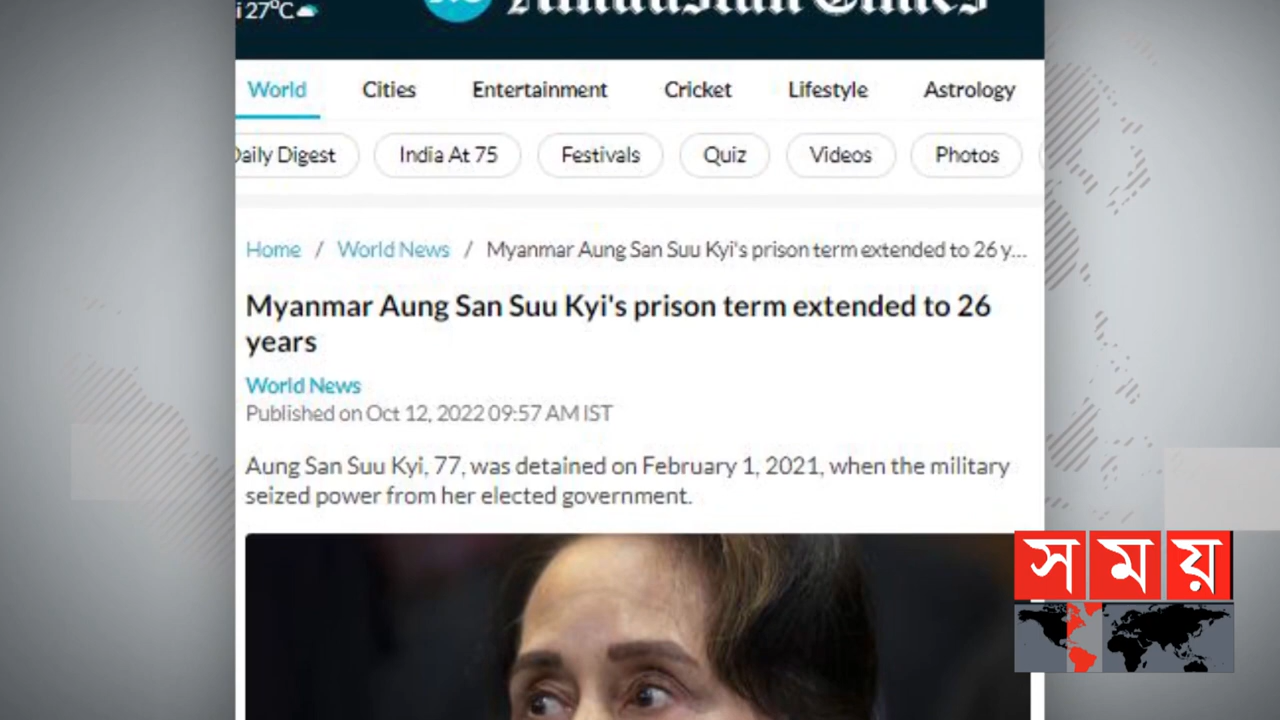 27°C
Hindustan Times
World Cities Entertainment Cricket Lifestyle Astrology
Daily Digest India At 75 Festivals Quiz Videos Photos
Home / World News / Myanmar Aung San Suu Kyi's prison term extended to 26 y...
Myanmar Aung San Suu Kyi's prison term extended to 26
years
World News
Published on Oct 12, 2022 09:57 AM IST
Aung San Suu Kyi, 77, was detained on February 1, 2021, when the military
seized power from her elected government.
সময়